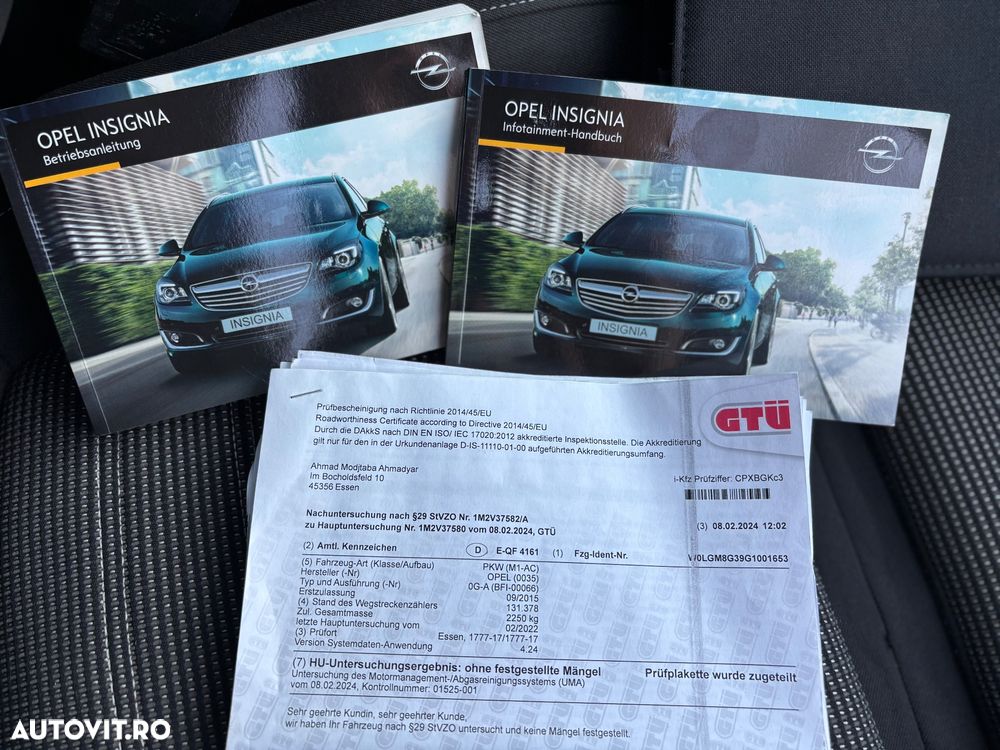 OPEL INSIGNIA
Betriebsanleitung
INSIGNIA
OPEL INSIGNIA
Infotainment-Handbuch
INSIGNIA
Prüfbescheinigung nach Richtlinie 2014/45/EU
Roadworthiness Certificate according to Directive 2014/45/EU
Durch die DAkkS nach DIN EN ISO/ IEC 17020:2012 akkreditierte Inspektionsstelle. Die Akkreditierung
gilt nur für den in der Urkundenanlage D-IS-11110-01-00 aufgeführten Akkreditierungsumfang.
GTÜ
Ahmad Modjtaba Ahmadyar
Im Bocholdsfeld 10
45356 Essen
i-Kfz Prüfziffer: CPXBGKc3
Nachuntersuchung nach §29 StVZO Nr. 1M2V37582/A
zu Hauptuntersuchung Nr. 1M2V37580 vom 08.02.2024, GTÜ
(3) 08.02.2024 12:02
(2) Amtl. Kennzeichen D E-QF 4161 (1) Fzg-Ident-Nr. W0LGM8G39G1001653
(5) Fahrzeug-Art (Klasse/Aufbau) PKW (M1-AC)
Hersteller (-Nr) OPEL (0035)
Typ und Ausführung (-Nr) 0G-A (BFI-00066)
Erstzulassung 09/2015
(4) Stand des Wegstreckenzählers 131.378
Zul. Gesamtmasse 2250 kg
letzte Hauptuntersuchung vom 02/2022
(3) Prüfort Essen, 1777-17/1777-17
Version Systemdaten-Anwendung 4.24
(7) HU-Untersuchungsergebnis: ohne festgestellte Mängel Prüfplakette wurde zugeteilt
Untersuchung des Motormanagement-/Abgasreinigungssystems (UMA)
vom 08.02.2024, Kontrollnummer: 01525-001
Sehr geehrte Kundin, sehr geehrter Kunde,
wir haben Ihr Fahrzeug nach §29 StVZO untersucht und keine Mängel festgestellt.
AUTOVIT.RO